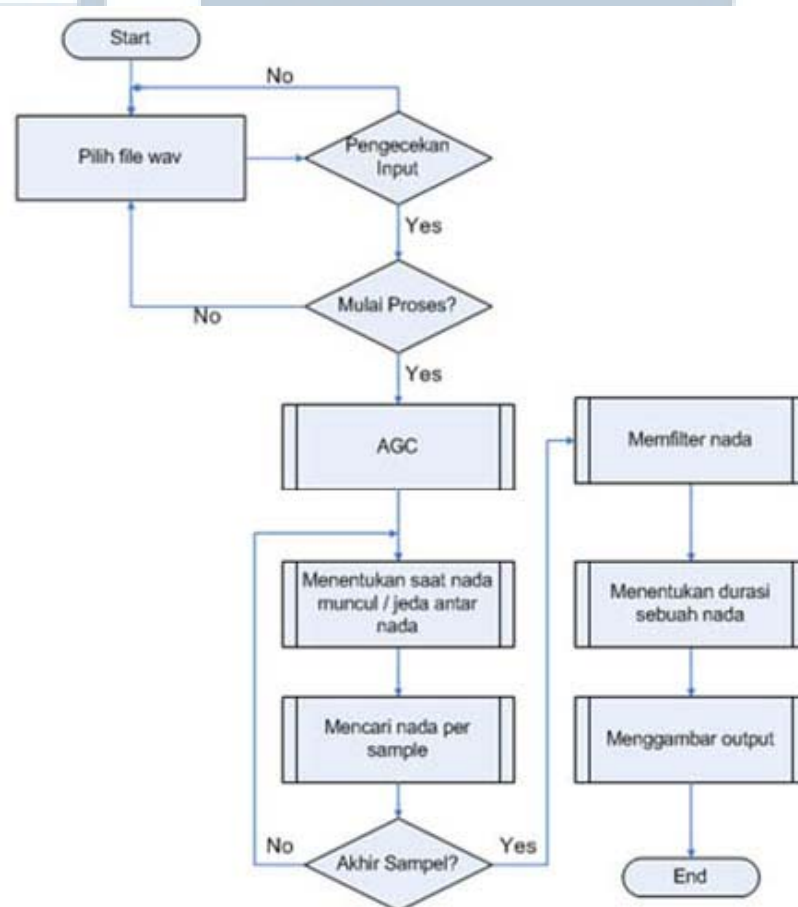 Start
No
Pilih file wav
Pengecekan
Input
Yes
Mulai Proses?
No
Yes
AGC
Menentukan saat nada
muncul / jeda antar
nada
Mencari nada per
sample
No
Akhir Sampel?
Yes
Memfilter nada
Menentukan durasi
sebuah nada
Menggambar output
End